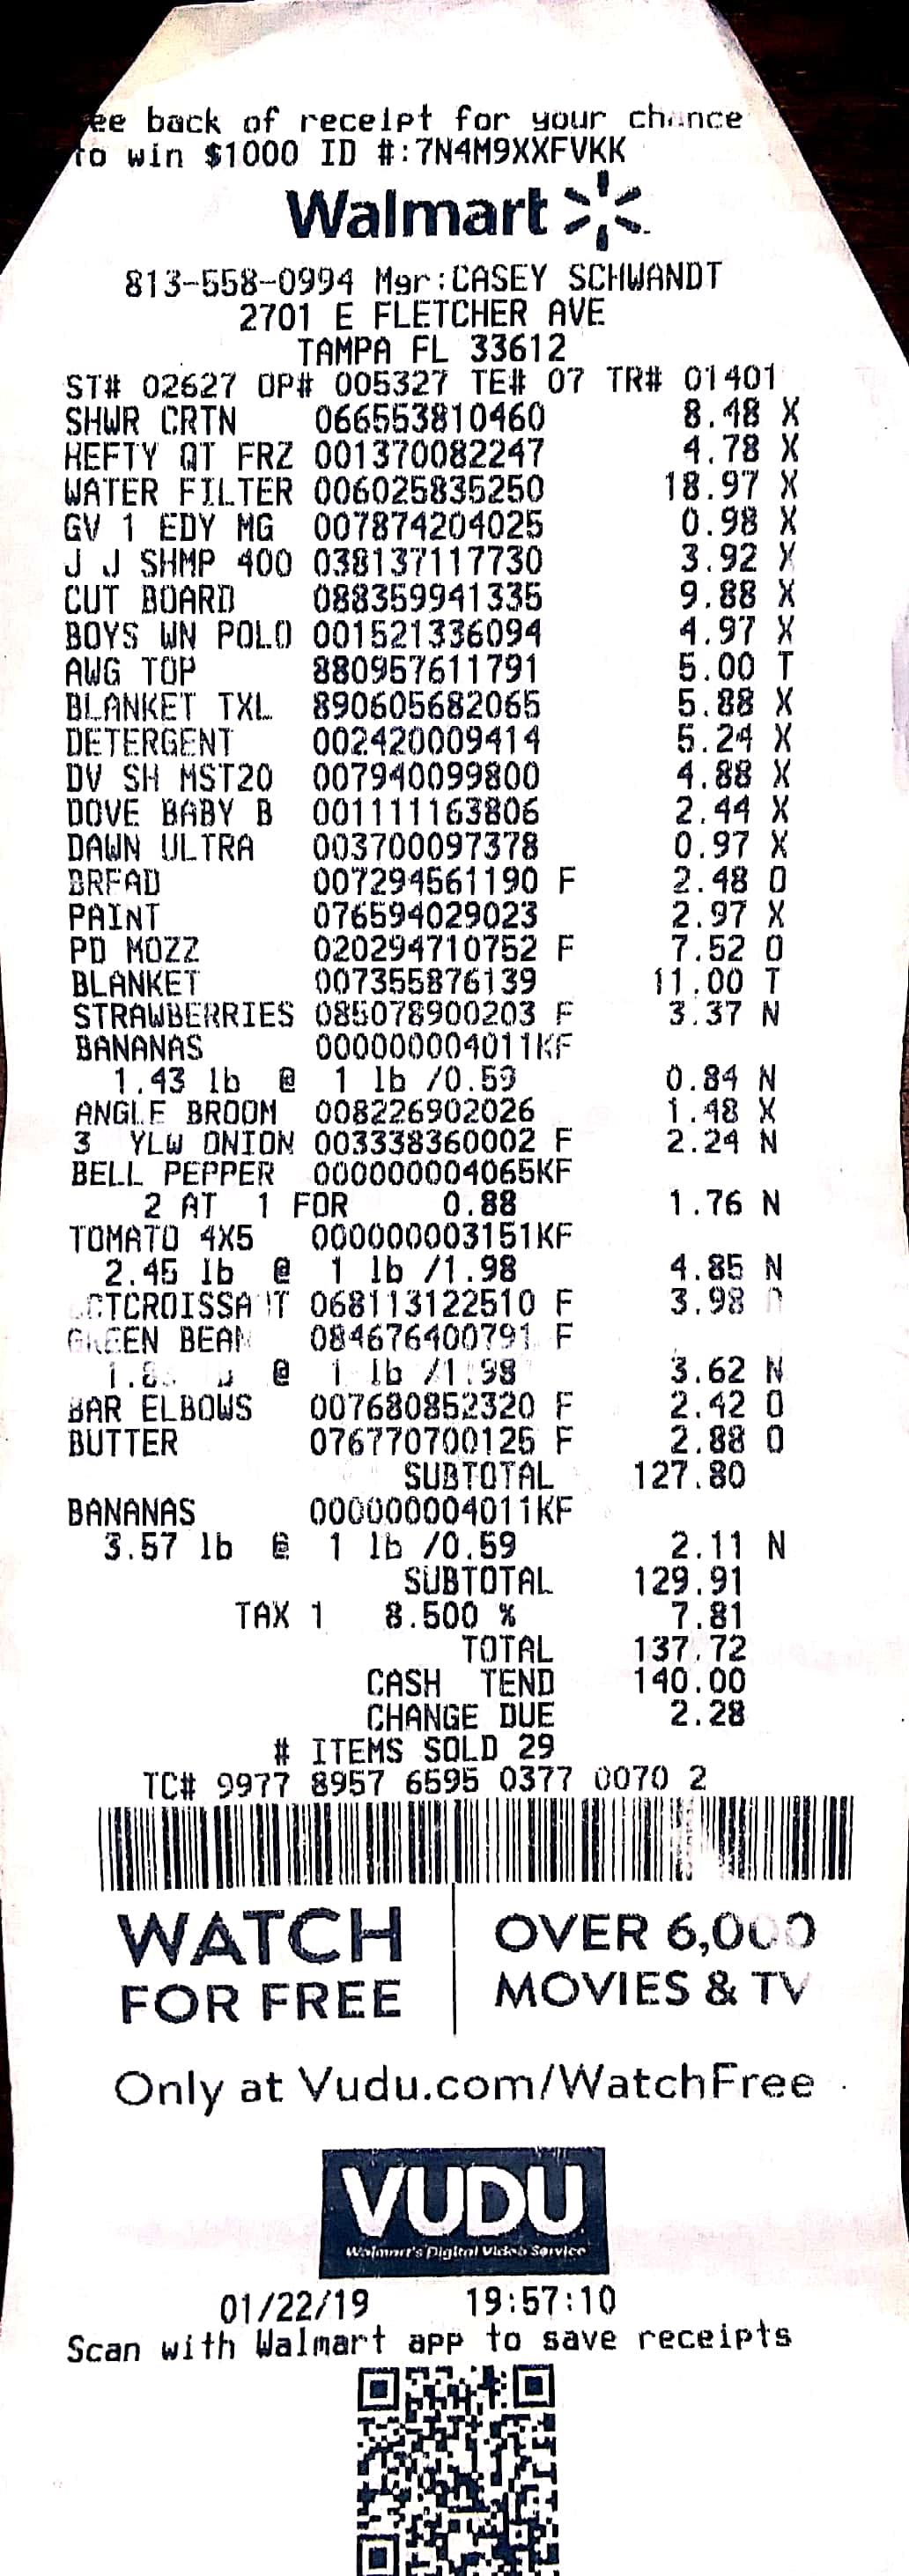 ee back of receipt for your chance
to win $1000 ID #:7N4M9XXFVKK
Walmart
813-558-0994 Mgr:CASEY SCHWANDT
2701 E FLETCHER AVE
TAMPA FL 33612
ST# 02627 OP# 005327 TE# 07 TR# 01401
SHWR CRTN 066553810460 8.48 X
HEFTY QT FRZ 001370082247 4.78 X
WATER FILTER 006025835250 18.97 X
GV 1 EDY MG 007874204025 0.98 X
J J SHMP 400 038137117730 3.92 X
CUT BOARD 088359941335 9.88 X
BOYS WN POLO 001521336094 4.97 X
AWG TOP 880957611791 5.00 T
BLANKET TXL 890605682065 5.88 X
DETERGENT 002420009414 5.24 X
DV SH MST20 007940099800 4.88 X
DOVE BABY B 001111163806 2.44 X
DAWN ULTRA 003700097378 0.97 X
BREAD 007294561190 F 2.48 O
PAINT 076594029023 2.97 X
PD MOZZ 020294710752 F 7.52 O
BLANKET 007355876139 11.00 T
STRAWBERRIES 085078900203 F 3.37 N
BANANAS 000000004011KF
1.43 lb @ 1 lb /0.59 0.84 N
ANGLE BROOM 008226902026 1.48 X
3 YLW ONION 003338360002 F 2.24 N
BELL PEPPER 000000004065KF
2 AT 1 FOR 0.88 1.76 N
TOMATO 4X5 000000003151KF
2.45 lb @ 1 lb /1.98 4.85 N
068113122510 F 3.98
GREEN BEAN 084676400791 F
@ 1 lb /1.98 3.62 N
BAR ELBOWS 007680852320 F 2.42 O
BUTTER 076770700125 F 2.88 O
SUBTOTAL 127.80
BANANAS 000000004011KF
3.57 lb @ 1 lb /0.59 2.11 N
SUBTOTAL 129.91
TAX 1 8.500 % 7.81
TOTAL 137.72
CASH TEND 140.00
CHANGE DUE 2.28
# ITEMS SOLD 29
TC# 9977 8957 6595 0377 0070 2
WATCH FOR FREE
OVER 6,000 MOVIES & TV
Only at Vudu.com/WatchFree
VUDU
Walmart's Digital Video Service
01/22/19 19:57:10
Scan with Walmart app to save receipts